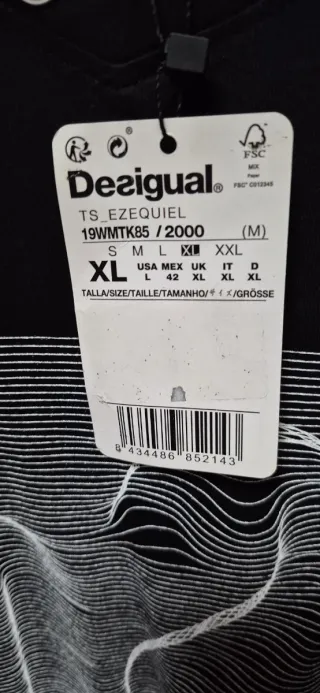 FSC
MIX
Paper
FSC® C012345
Desigual®
TS_EZEQUIEL
19WMTK85 / 2000 (M)
S M L XL XXL
XL
USA MEX UK IT D
L 42 XL XL XL
TALLA/SIZE/TAILLE/TAMANHO/サイズ/GRÖSSE
8 434486 852143